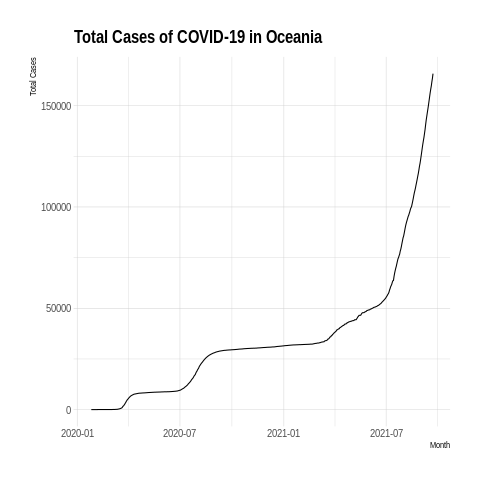 Total Cases of COVID-19 in Oceania
Total Cases
150000
100000
50000
0
2020-01 2020-07 2021-01 2021-07
Month